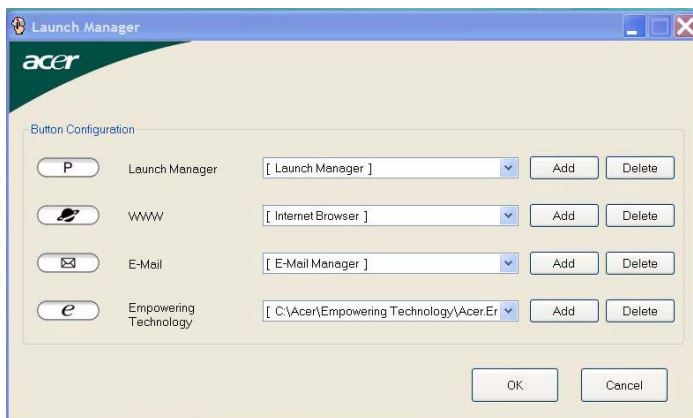 Launch Manager
acer
Button Configuration
P Launch Manager [ Launch Manager ] Add Delete
WWW [ Internet Browser ] Add Delete
E-Mail [ E-Mail Manager ] Add Delete
e Empowering Technology [ C:\Acer\Empowering Technology\Acer.Er Add Delete
OK Cancel